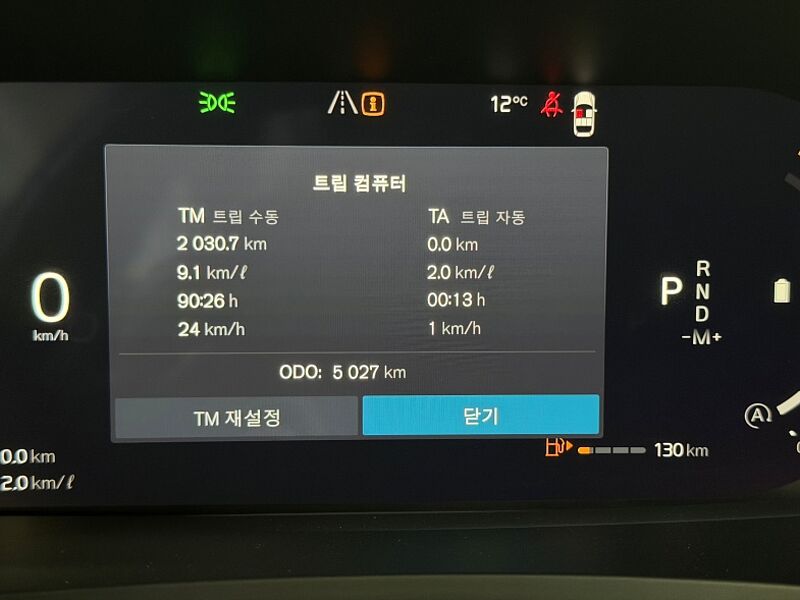 12°C
트립 컴퓨터
TM 트립 수동
2 030.7 km
9.1 km/ℓ
90:26 h
24 km/h
TA 트립 자동
0.0 km
2.0 km/ℓ
00:13 h
1 km/h
ODO: 5 027 km
TM 재설정
닫기
0
km/h
P
R
N
D
-M+
A
130 km
0.0 km
2.0 km/ℓ